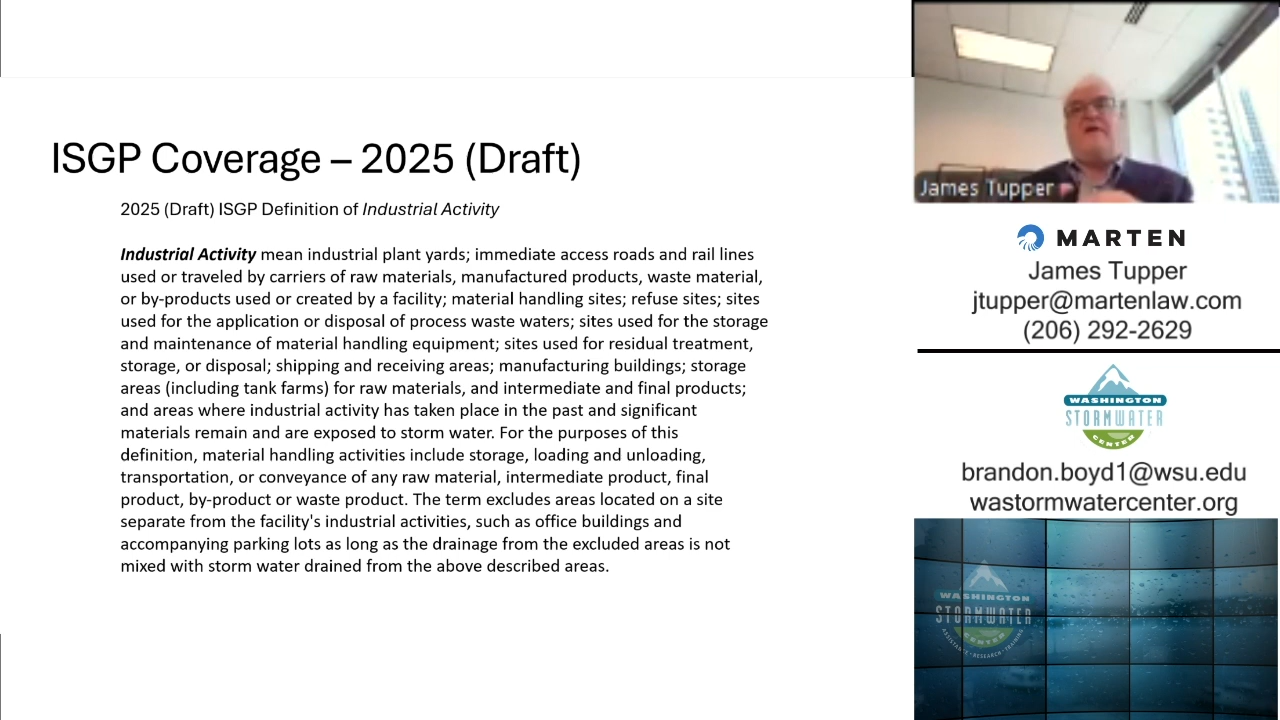 ISGP Coverage – 2025 (Draft)
2025 (Draft) ISGP Definition of Industrial Activity
Industrial Activity mean industrial plant yards; immediate access roads and rail lines
used or traveled by carriers of raw materials, manufactured products, waste material,
or by-products used or created by a facility; material handling sites; refuse sites; sites
used for the application or disposal of process waste waters; sites used for the storage
and maintenance of material handling equipment; sites used for residual treatment,
storage, or disposal; shipping and receiving areas; manufacturing buildings; storage
areas (including tank farms) for raw materials, and intermediate and final products;
and areas where industrial activity has taken place in the past and significant
materials remain and are exposed to storm water. For the purposes of this
definition, material handling activities include storage, loading and unloading,
transportation, or conveyance of any raw material, intermediate product, final
product, by-product or waste product. The term excludes areas located on a site
separate from the facility's industrial activities, such as office buildings and
accompanying parking lots as long as the drainage from the excluded areas is not
mixed with storm water drained from the above described areas.
James Tupper
MARTEN
James Tupper
jtupper@martenlaw.com
(206) 292-2629
WASHINGTON
STORMWATER
CENTER
brandon.boyd1@wsu.edu
wastormwatercenter.org
WASHINGTON
STORMWATER
CENTER
ASSISTANCE • RESEARCH • TRAINING